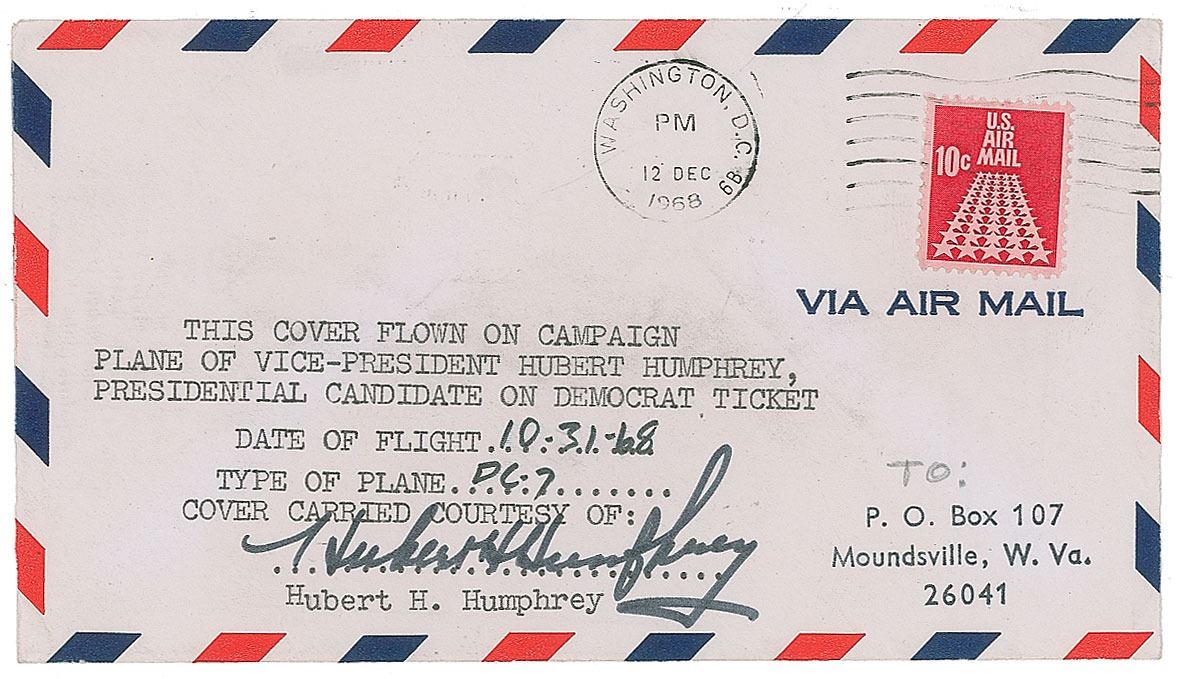 WASHINGTON, D.C. 6B
PM
12 DEC
1968
U.S.
AIR
10c MAIL
VIA AIR MAIL
THIS COVER FLOWN ON CAMPAIGN
PLANE OF VICE-PRESIDENT HUBERT HUMPHREY,
PRESIDENTIAL CANDIDATE ON DEMOCRAT TICKET
DATE OF FLIGHT.10-31-68
TYPE OF PLANE...DC-7.......
COVER CARRIED COURTESY OF:
Hubert H Humphrey
Hubert H. Humphrey
TO:
P. O. Box 107
Moundsville, W. Va.
26041